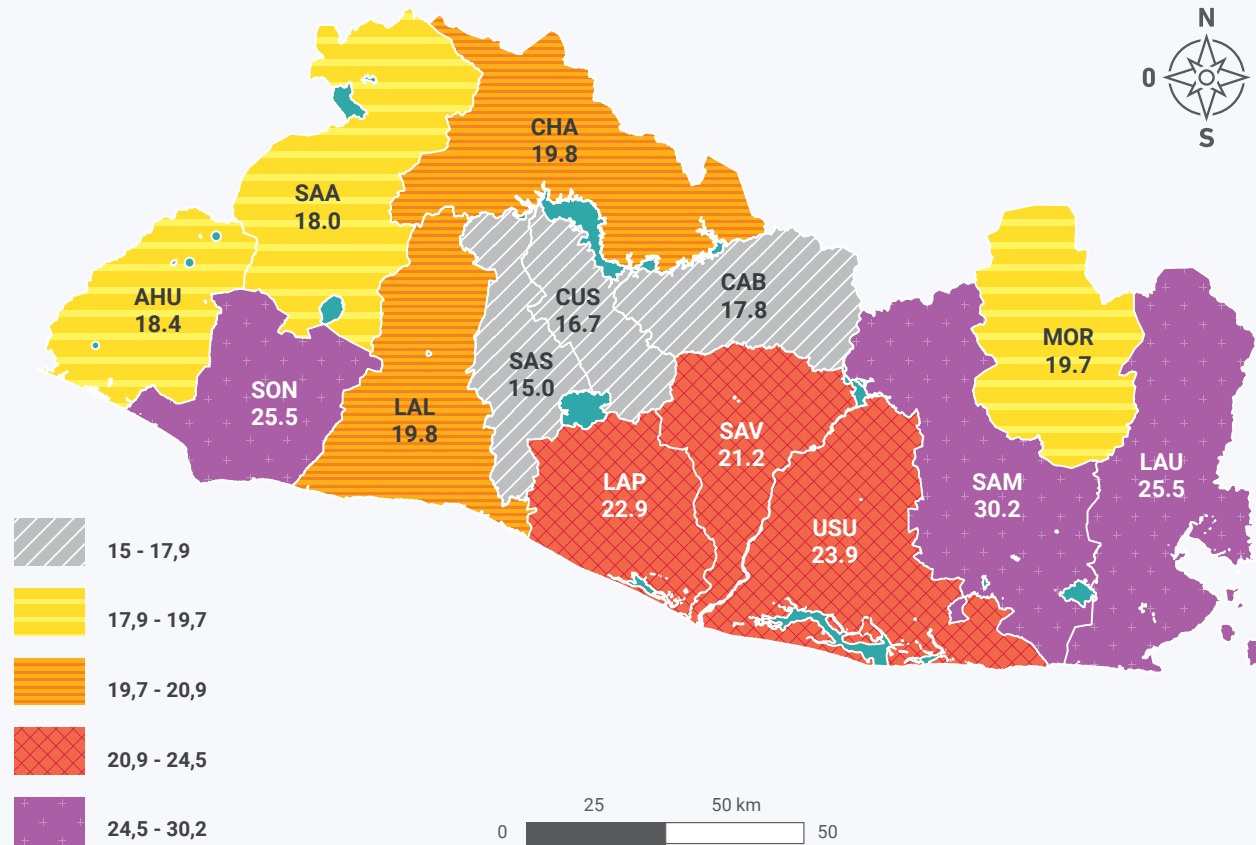 N
O
S
CHA
19.8
SAA
18.0
AHU
18.4
CUS
16.7
CAB
17.8
MOR
19.7
SAS
15.0
SON
25.5
LAL
19.8
SAV
21.2
LAP
22.9
SAM
30.2
LAU
25.5
USU
23.9
15 - 17,9
17,9 - 19,7
19,7 - 20,9
20,9 - 24,5
24,5 - 30,2
25 50 km
0 50